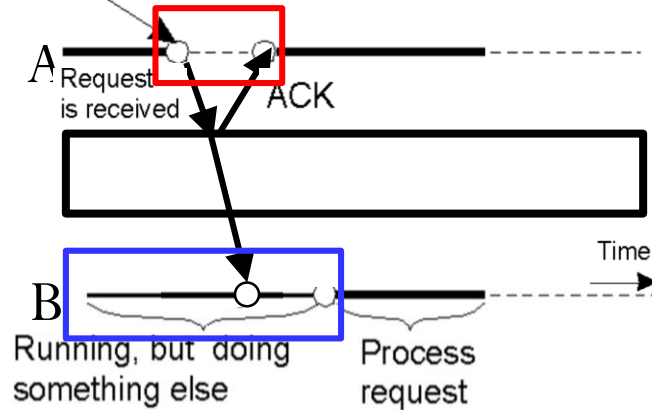 A
Request
is received
ACK
Time
B
Running, but doing
something else
Process
request